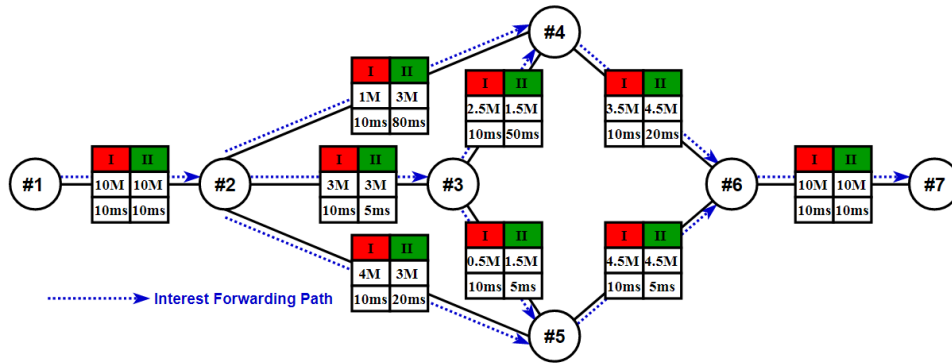 #4
I II
1M 3M
10ms 80ms
I II
2.5M 1.5M
10ms 50ms
I II
3.5M 4.5M
10ms 20ms
#1
I II
10M 10M
10ms 10ms
#2
I II
3M 3M
10ms 5ms
#3
#6
I II
10M 10M
10ms 10ms
#7
I II
4M 3M
10ms 20ms
I II
0.5M 1.5M
10ms 5ms
I II
4.5M 4.5M
10ms 5ms
Interest Forwarding Path
#5